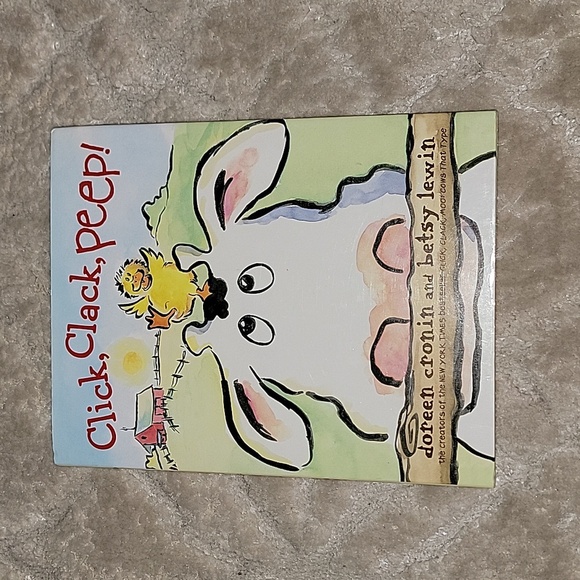 Click, Clack, Peep!
doreen cronin and betsy lewin
the creators of the NEW YORK TIMES bestseller CLICK, CLACK, MOO: Cows That Type